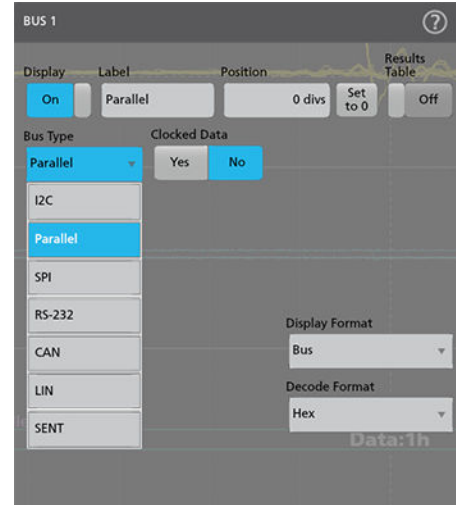 BUS 1
?
Display Label Position Results Table
On Parallel 0 divs Set to 0 Off
Bus Type Clocked Data
Parallel Yes No
I2C
Parallel
SPI
RS-232
Display Format
CAN Bus
LIN Decode Format
Hex
SENT
Data:1h